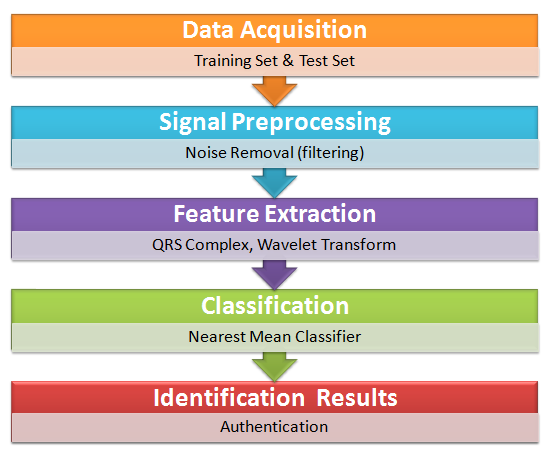 Data Acquisition
Training Set & Test Set
Signal Preprocessing
Noise Removal (filtering)
Feature Extraction
QRS Complex, Wavelet Transform
Classification
Nearest Mean Classifier
Identification Results
Authentication